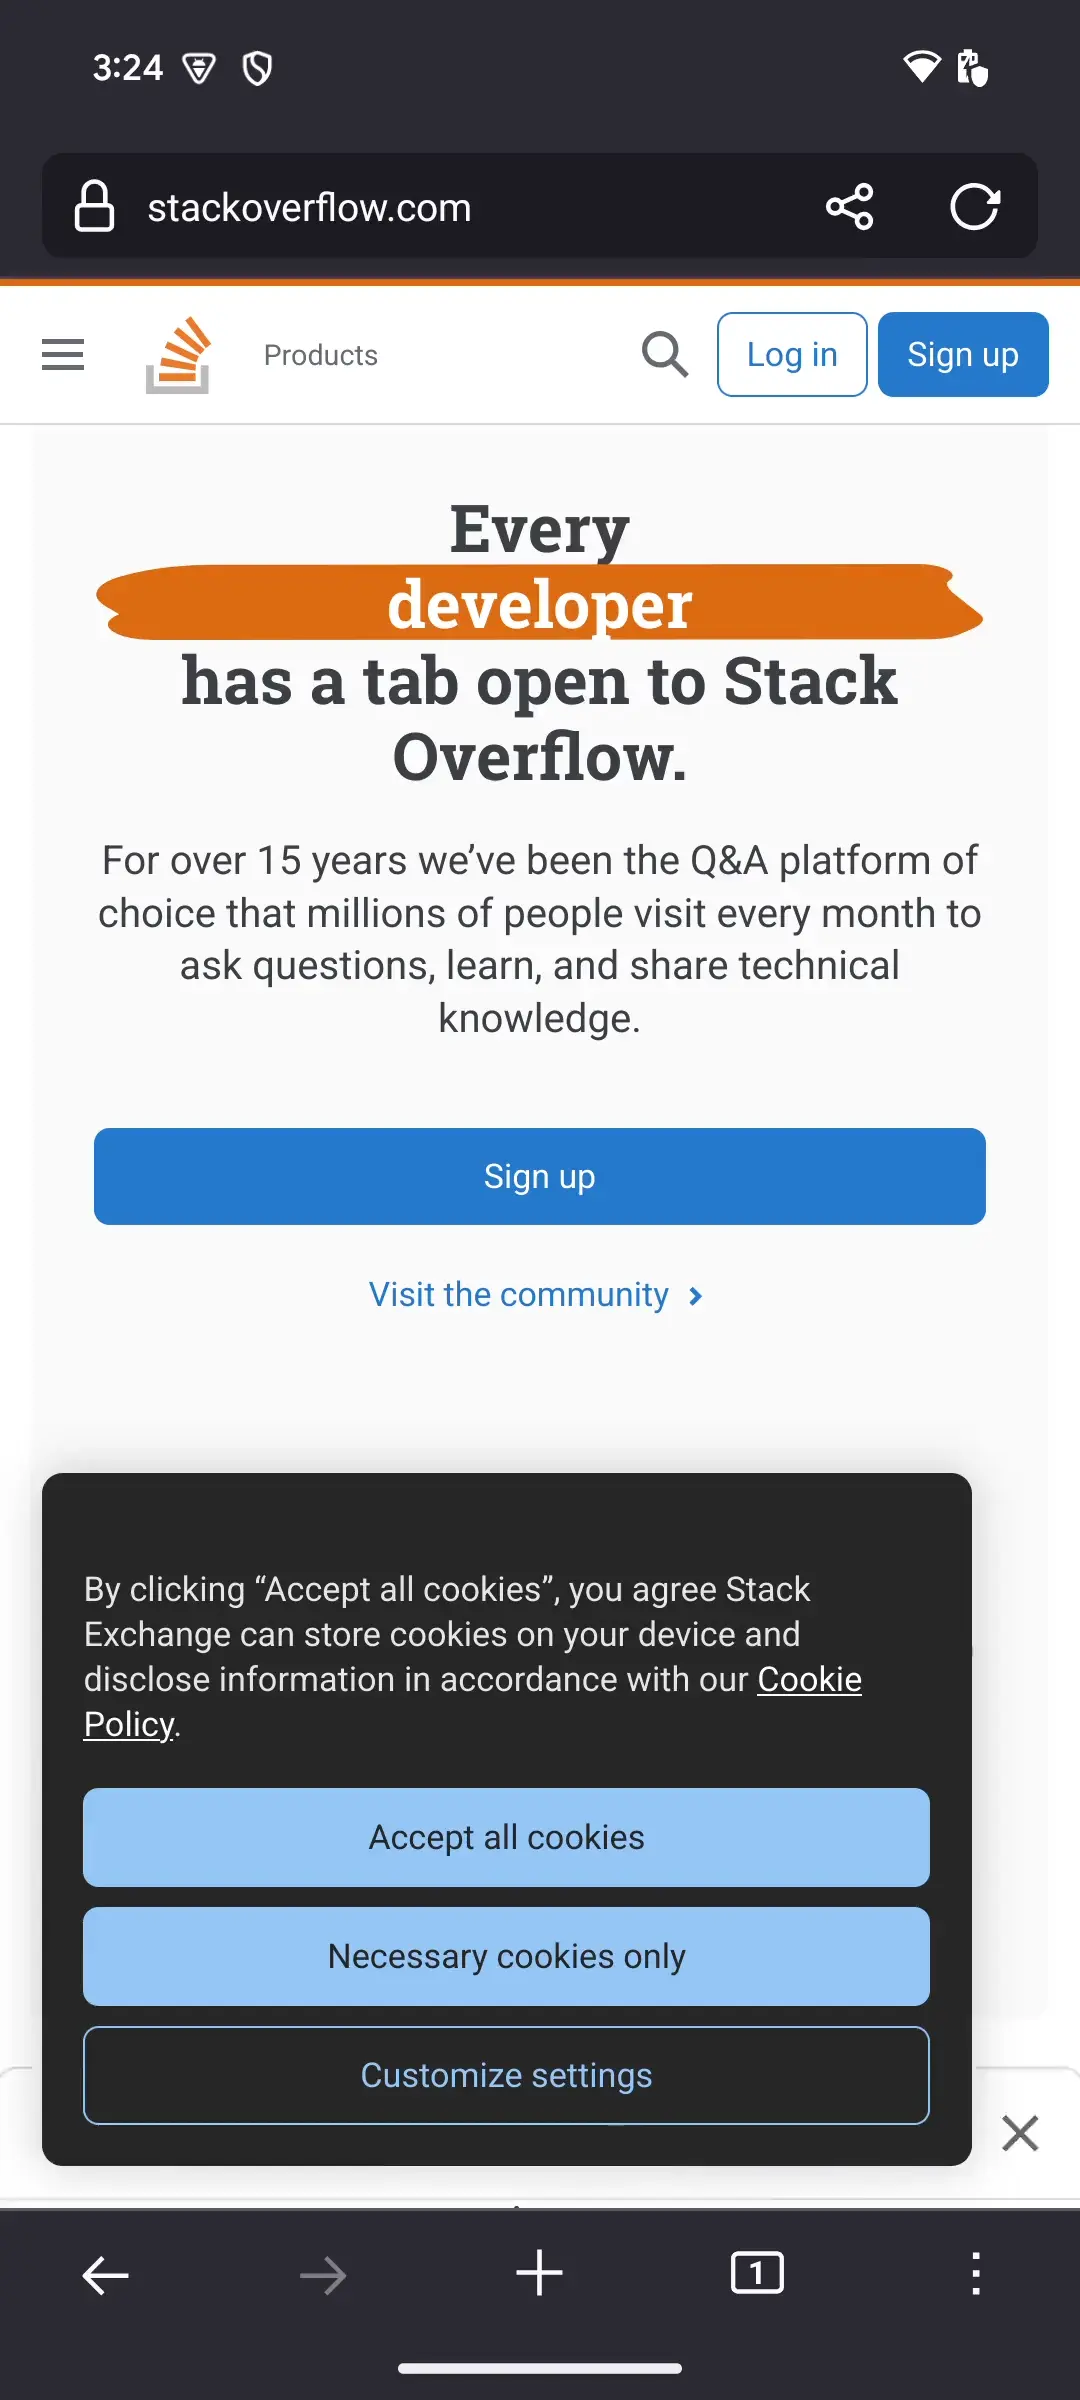 3:24
stackoverflow.com
Products
Log in
Sign up
Every
developer
has a tab open to Stack
Overflow.
For over 15 years we’ve been the Q&A platform of
choice that millions of people visit every month to
ask questions, learn, and share technical
knowledge.
Sign up
Visit the community
By clicking “Accept all cookies”, you agree Stack
Exchange can store cookies on your device and
disclose information in accordance with our Cookie
Policy.
Accept all cookies
Necessary cookies only
Customize settings
1